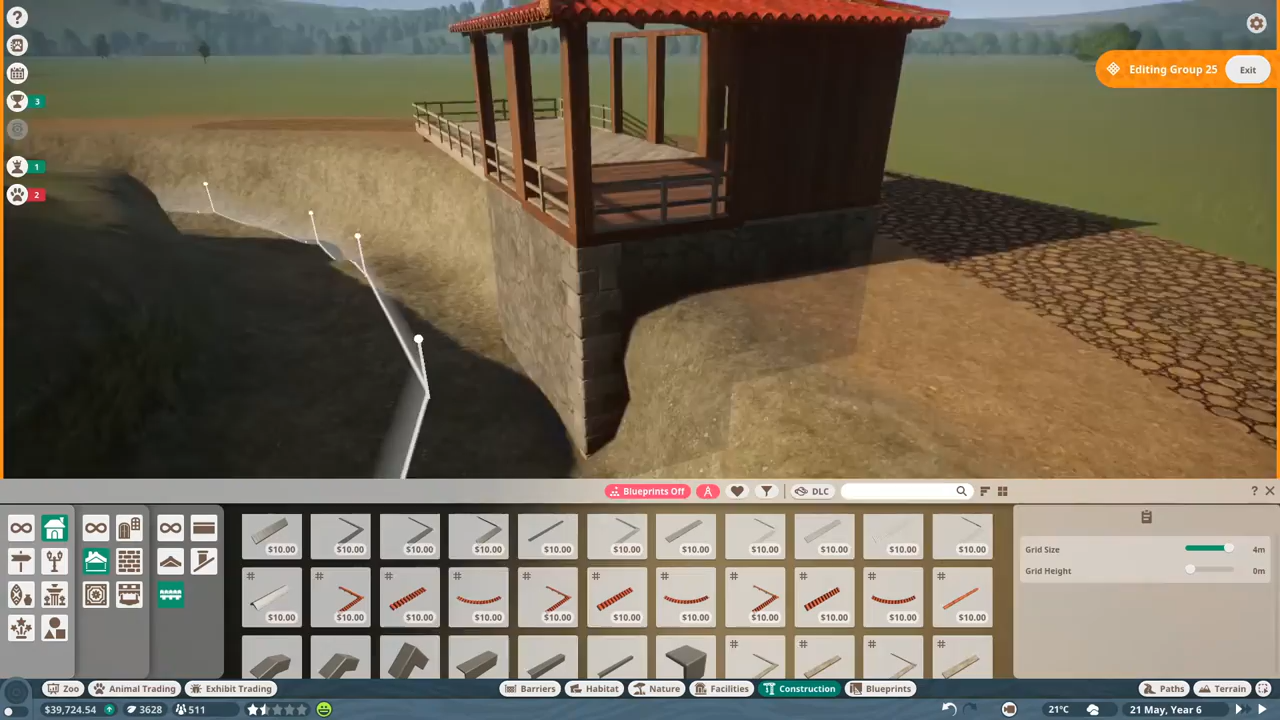 ?
Editing Group 25 Exit
3
1
2
Blueprints Off DLC ?
$10.00 $10.00 $10.00 $10.00 $10.00 $10.00 $10.00 $10.00 $10.00 $10.00 $10.00
$10.00 $10.00 $10.00 $10.00 $10.00 $10.00 $10.00 $10.00 $10.00 $10.00 $10.00
Grid Size 4m
Grid Height 0m
Zoo Animal Trading Exhibit Trading Barriers Habitat Nature Facilities Construction Blueprints Paths Terrain
$39,724.54 3628 511 21°C 21 May, Year 6